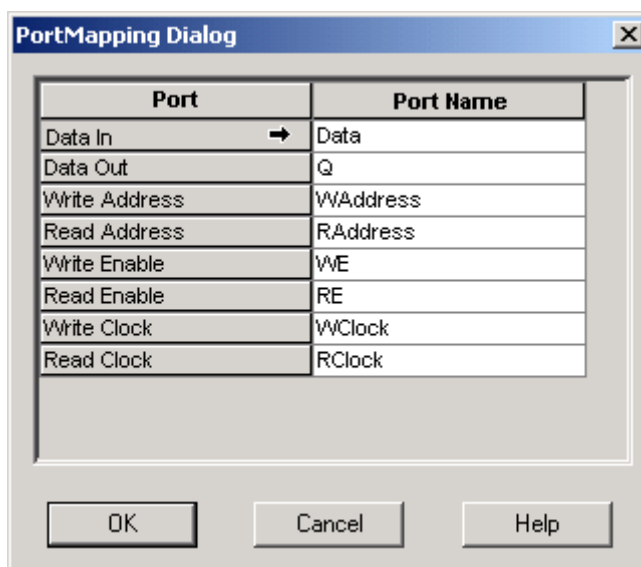 PortMapping Dialog
Port Port Name
Data In Data
Data Out Q
Write Address WAddress
Read Address RAddress
Write Enable WE
Read Enable RE
Write Clock WClock
Read Clock RClock
OK Cancel Help